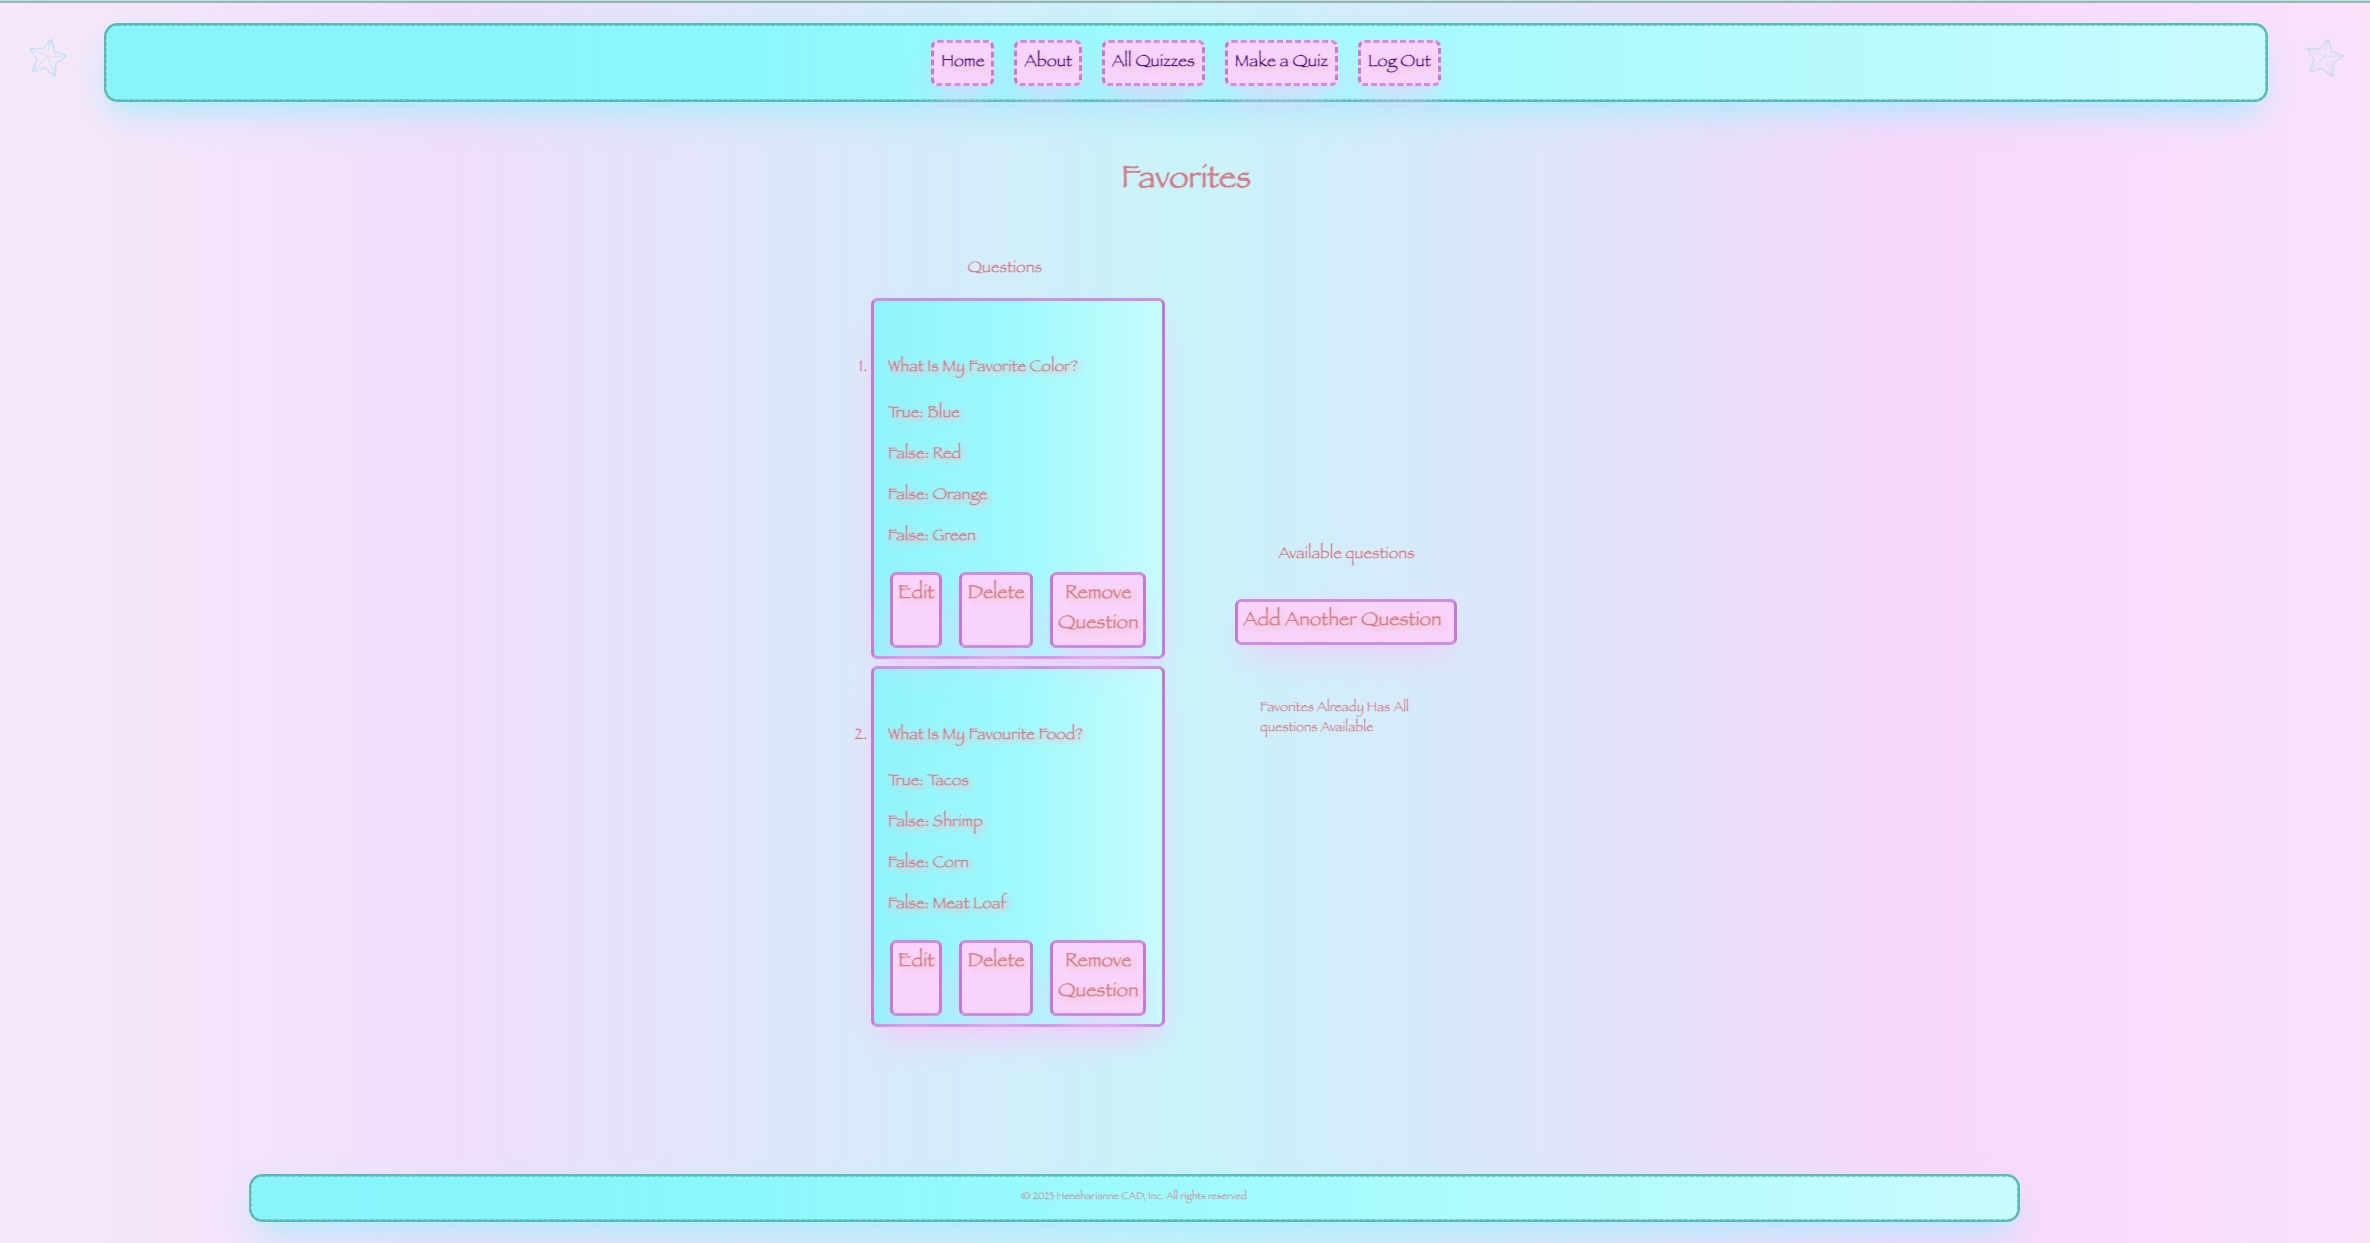 Home
About
All Quizzes
Make a Quiz
Log Out
Favorites
Questions
1. What Is My Favorite Color?
True: Blue
False: Red
False: Orange
False: Green
Edit
Delete
Remove
Question
2. What Is My Favourite Food?
True: Tacos
False: Shrimp
False: Corn
False: Meat Loaf
Edit
Delete
Remove
Question
Available questions
Add Another Question
Favorites Already Has All
questions Available
© 2023 Heneharianne CAD, Inc. All rights reserved